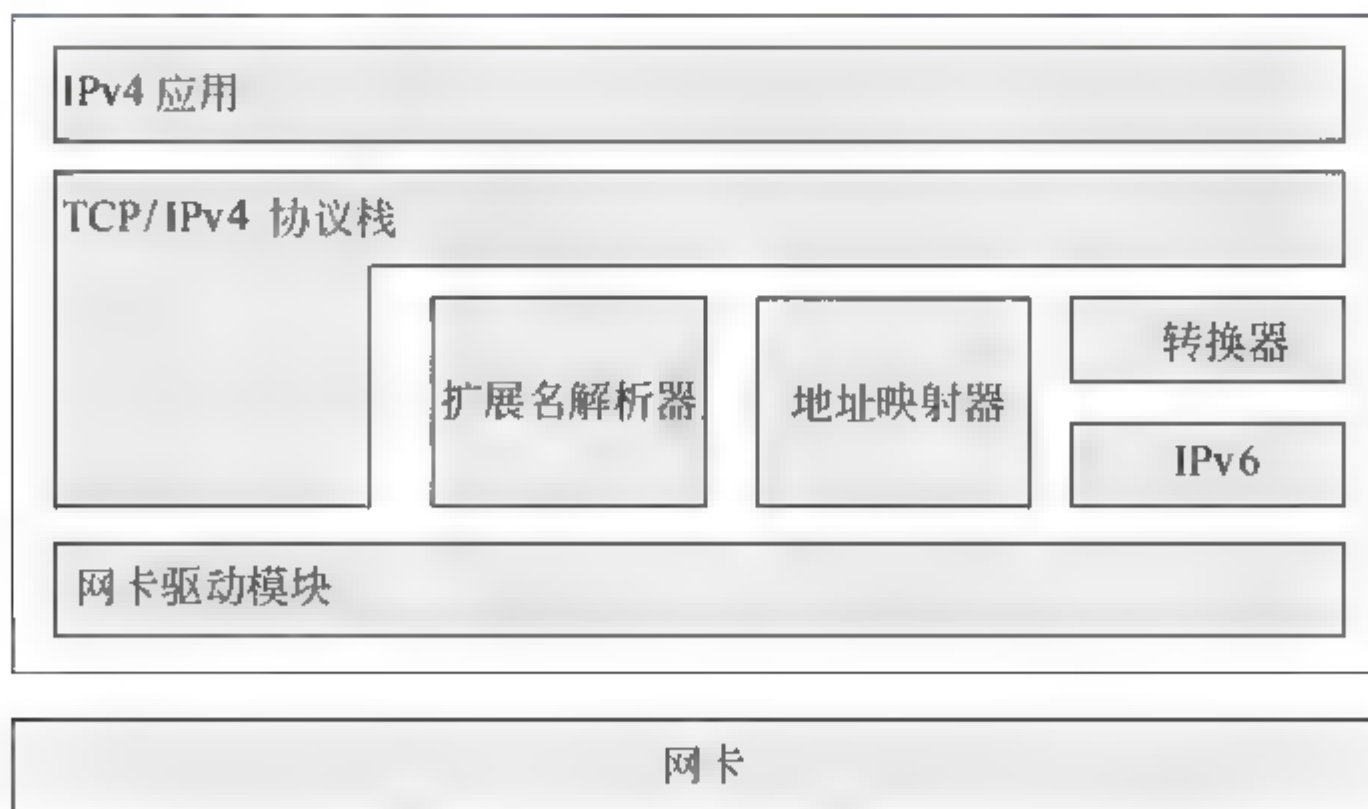 IPv4 应用
TCP/IPv4 协议栈
扩展名解析器
地址映射器
转换器
IPv6
网卡驱动模块
网卡